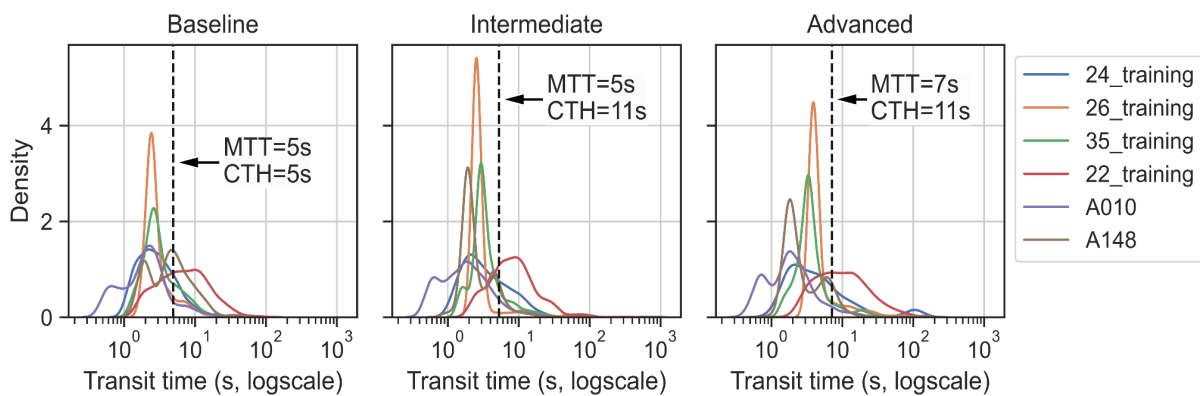 Baseline
Intermediate
Advanced
Density
4
2
0
MTT=5s
CTH=5s
MTT=5s
CTH=11s
MTT=7s
CTH=11s
10⁰ 10¹ 10² 10³
10⁰ 10¹ 10² 10³
10⁰ 10¹ 10² 10³
Transit time (s, logscale)
Transit time (s, logscale)
Transit time (s, logscale)
24_training
26_training
35_training
22_training
A010
A148